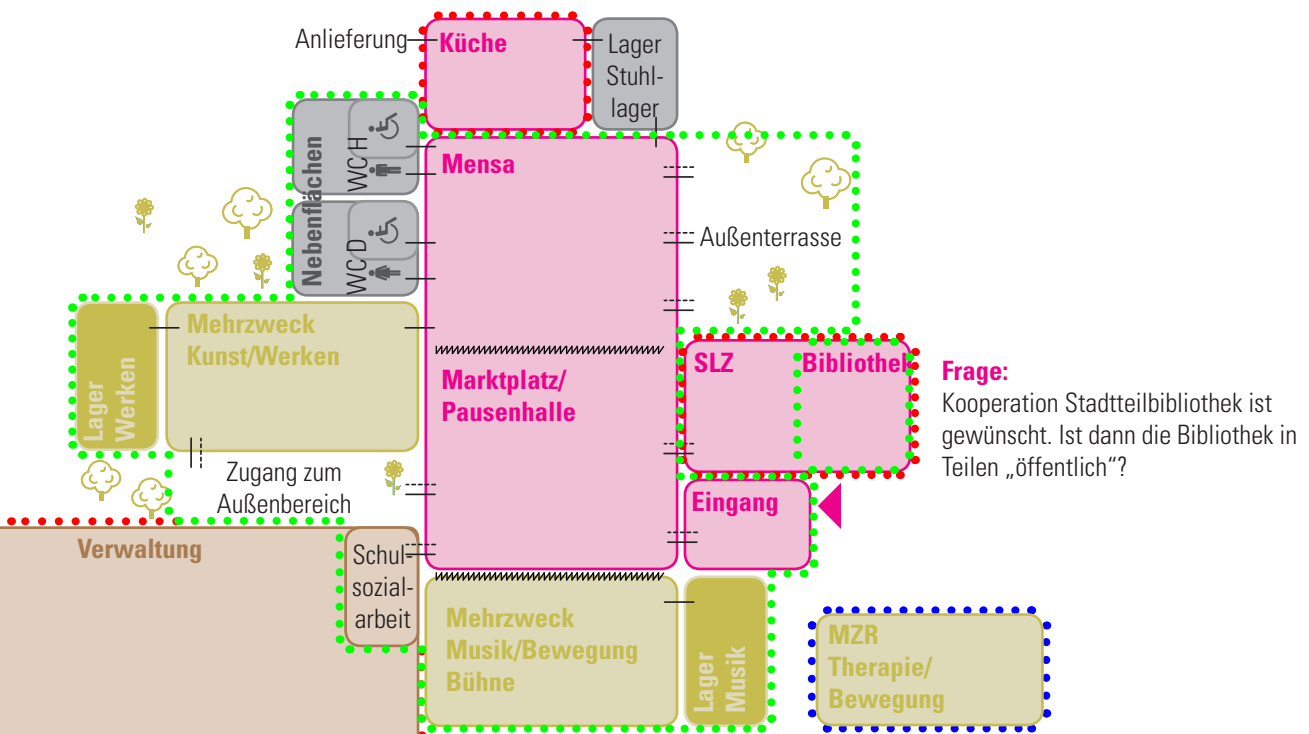 Anlieferung
Küche
Lager
Stuhl-
lager
Nebenflächen
WC H
WC D
Mensa
Außenterrasse
Lager
Werken
Mehrzweck
Kunst/Werken
Marktplatz/
Pausenhalle
SLZ
Bibliothek
Frage:
Kooperation Stadtteilbibliothek ist
gewünscht. Ist dann die Bibliothek in
Teilen „öffentlich“?
Zugang zum
Außenbereich
Eingang
Verwaltung
Schul-
sozial-
arbeit
Mehrzweck
Musik/Bewegung
Bühne
Lager
Musik
MZR
Therapie/
Bewegung